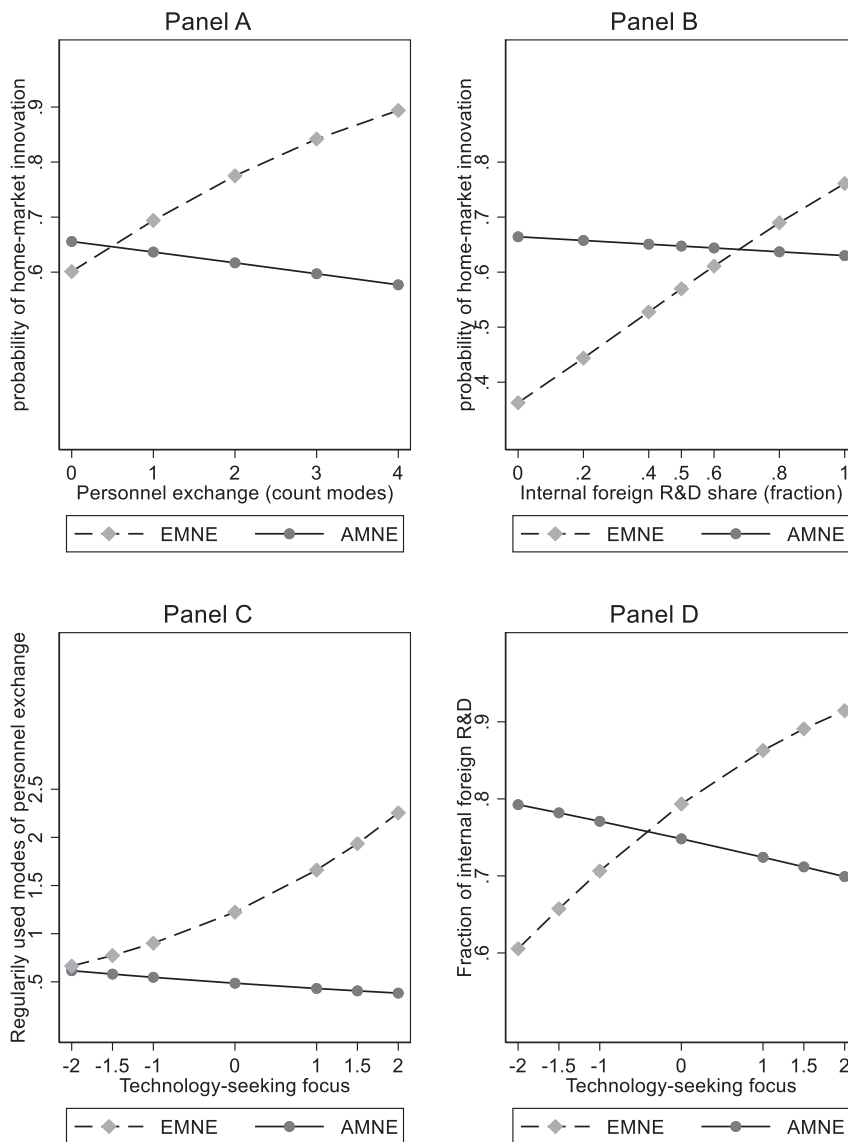 Panel A
probability of home-market innovation
.9
.8
.7
.6
0 1 2 3 4
Personnel exchange (count modes)
EMNE AMNE
Panel B
probability of home-market innovation
.8
.7
.6
.5
.4
0 .2 .4 .5 .6 .8 1
Internal foreign R&D share (fraction)
EMNE AMNE
Panel C
Regularily used modes of personnel exchange
2.5
2
1.5
1
.5
-2 -1.5 -1 0 1 1.5 2
Technology-seeking focus
EMNE AMNE
Panel D
Fraction of internal foreign R&D
.9
.8
.7
.6
-2 -1.5 -1 0 1 1.5 2
Technology-seeking focus
EMNE AMNE